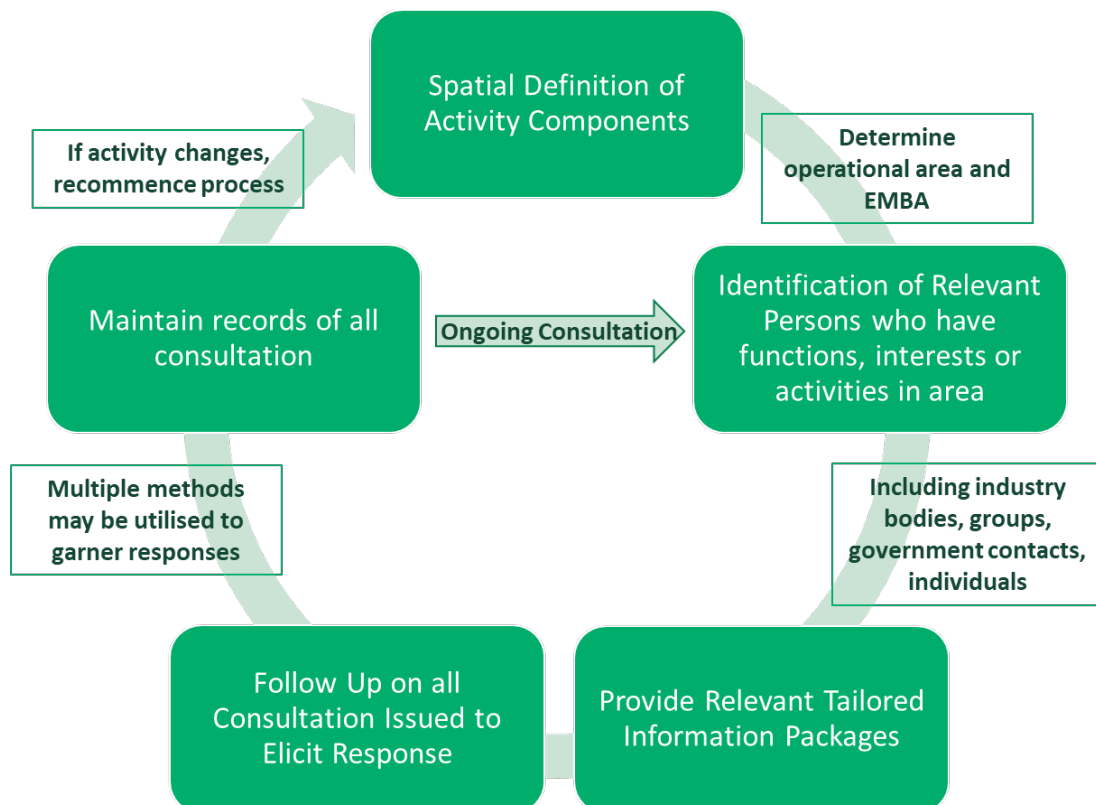 Spatial Definition of
Activity Components
If activity changes,
recommence process
Determine
operational area and
EMBA
Maintain records of all
consultation
Ongoing Consultation
Identification of Relevant
Persons who have
functions, interests or
activities in area
Multiple methods
may be utilised to
garner responses
Including industry
bodies, groups,
government contacts,
individuals
Follow Up on all
Consultation Issued to
Elicit Response
Provide Relevant Tailored
Information Packages